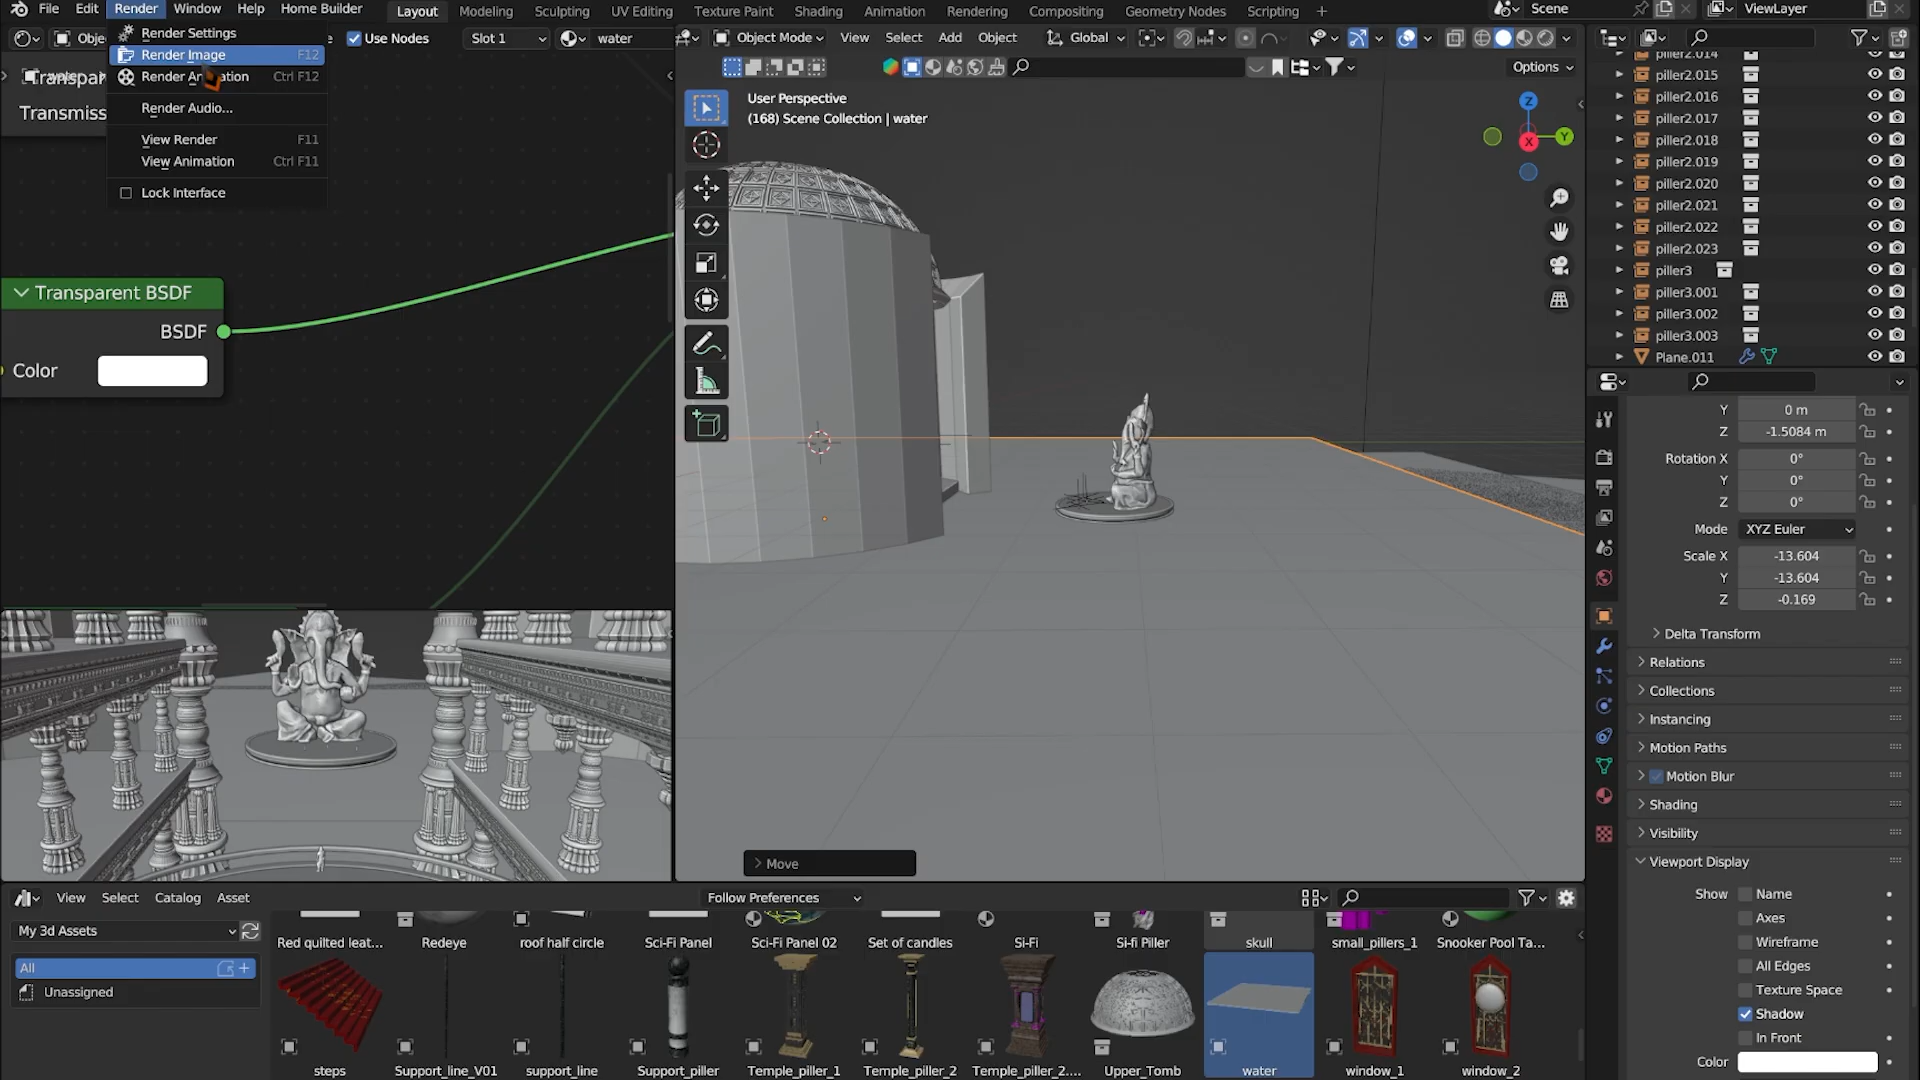 File Edit Render Window Help Home Builder Layout Modeling Sculpting UV Editing Texture Paint Shading Animation Rendering Compositing Geometry Nodes Scripting + Scene ViewLayer
Render Settings
Render Image F12
Render Animation Ctrl F12
Render Audio...
View Render F11
View Animation Ctrl F11
Lock Interface
Use Nodes Slot 1 water
Transpar
Transmiss
Transparent BSDF
BSDF
Color
Object Mode View Select Add Object Global
Options
User Perspective
(168) Scene Collection | water
Z
Y
X
Move
piller2.014
piller2.015
piller2.016
piller2.017
piller2.018
piller2.019
piller2.020
piller2.021
piller2.022
piller2.023
piller3
piller3.001
piller3.002
piller3.003
Plane.011
Y 0 m
Z -1.5084 m
Rotation X 0°
Y 0°
Z 0°
Mode XYZ Euler
Scale X -13.604
Y -13.604
Z -0.169
Delta Transform
Relations
Collections
Instancing
Motion Paths
Motion Blur
Shading
Visibility
Viewport Display
Show Name
Axes
Wireframe
All Edges
Texture Space
Shadow
In Front
Color
View Select Catalog Asset Follow Preferences
My 3d Assets
All
Unassigned
Red quilted leat... Redeye roof half circle Sci-Fi Panel Sci-Fi Panel 02 Set of candles Si-Fi Si-fi Piller skull small_pillers_1 Snooker Pool Ta...
steps Support_line_V01 support_line Support_piller Temple_piller_1 Temple_piller_2 Temple_piller_2.... Upper_Tomb water window_1 window_2